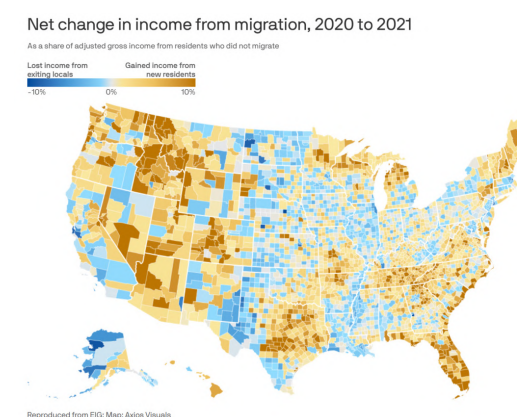 Net change in income from migration, 2020 to 2021
As a share of adjusted gross income from residents who did not migrate
Lost income from exiting locals
Gained income from new residents
-10%
0%
10%
Reproduced from EIG; Map: Axios Visuals